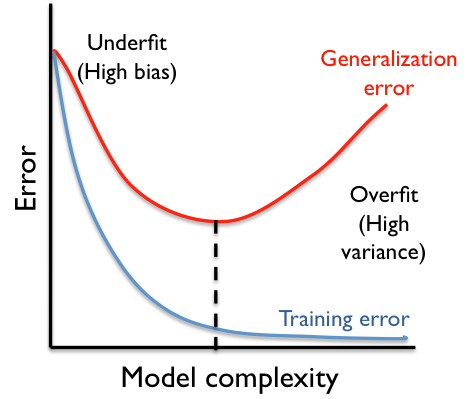 Underfit
(High bias)
Generalization
error
Error
Overfit
(High
variance)
Training error
Model complexity